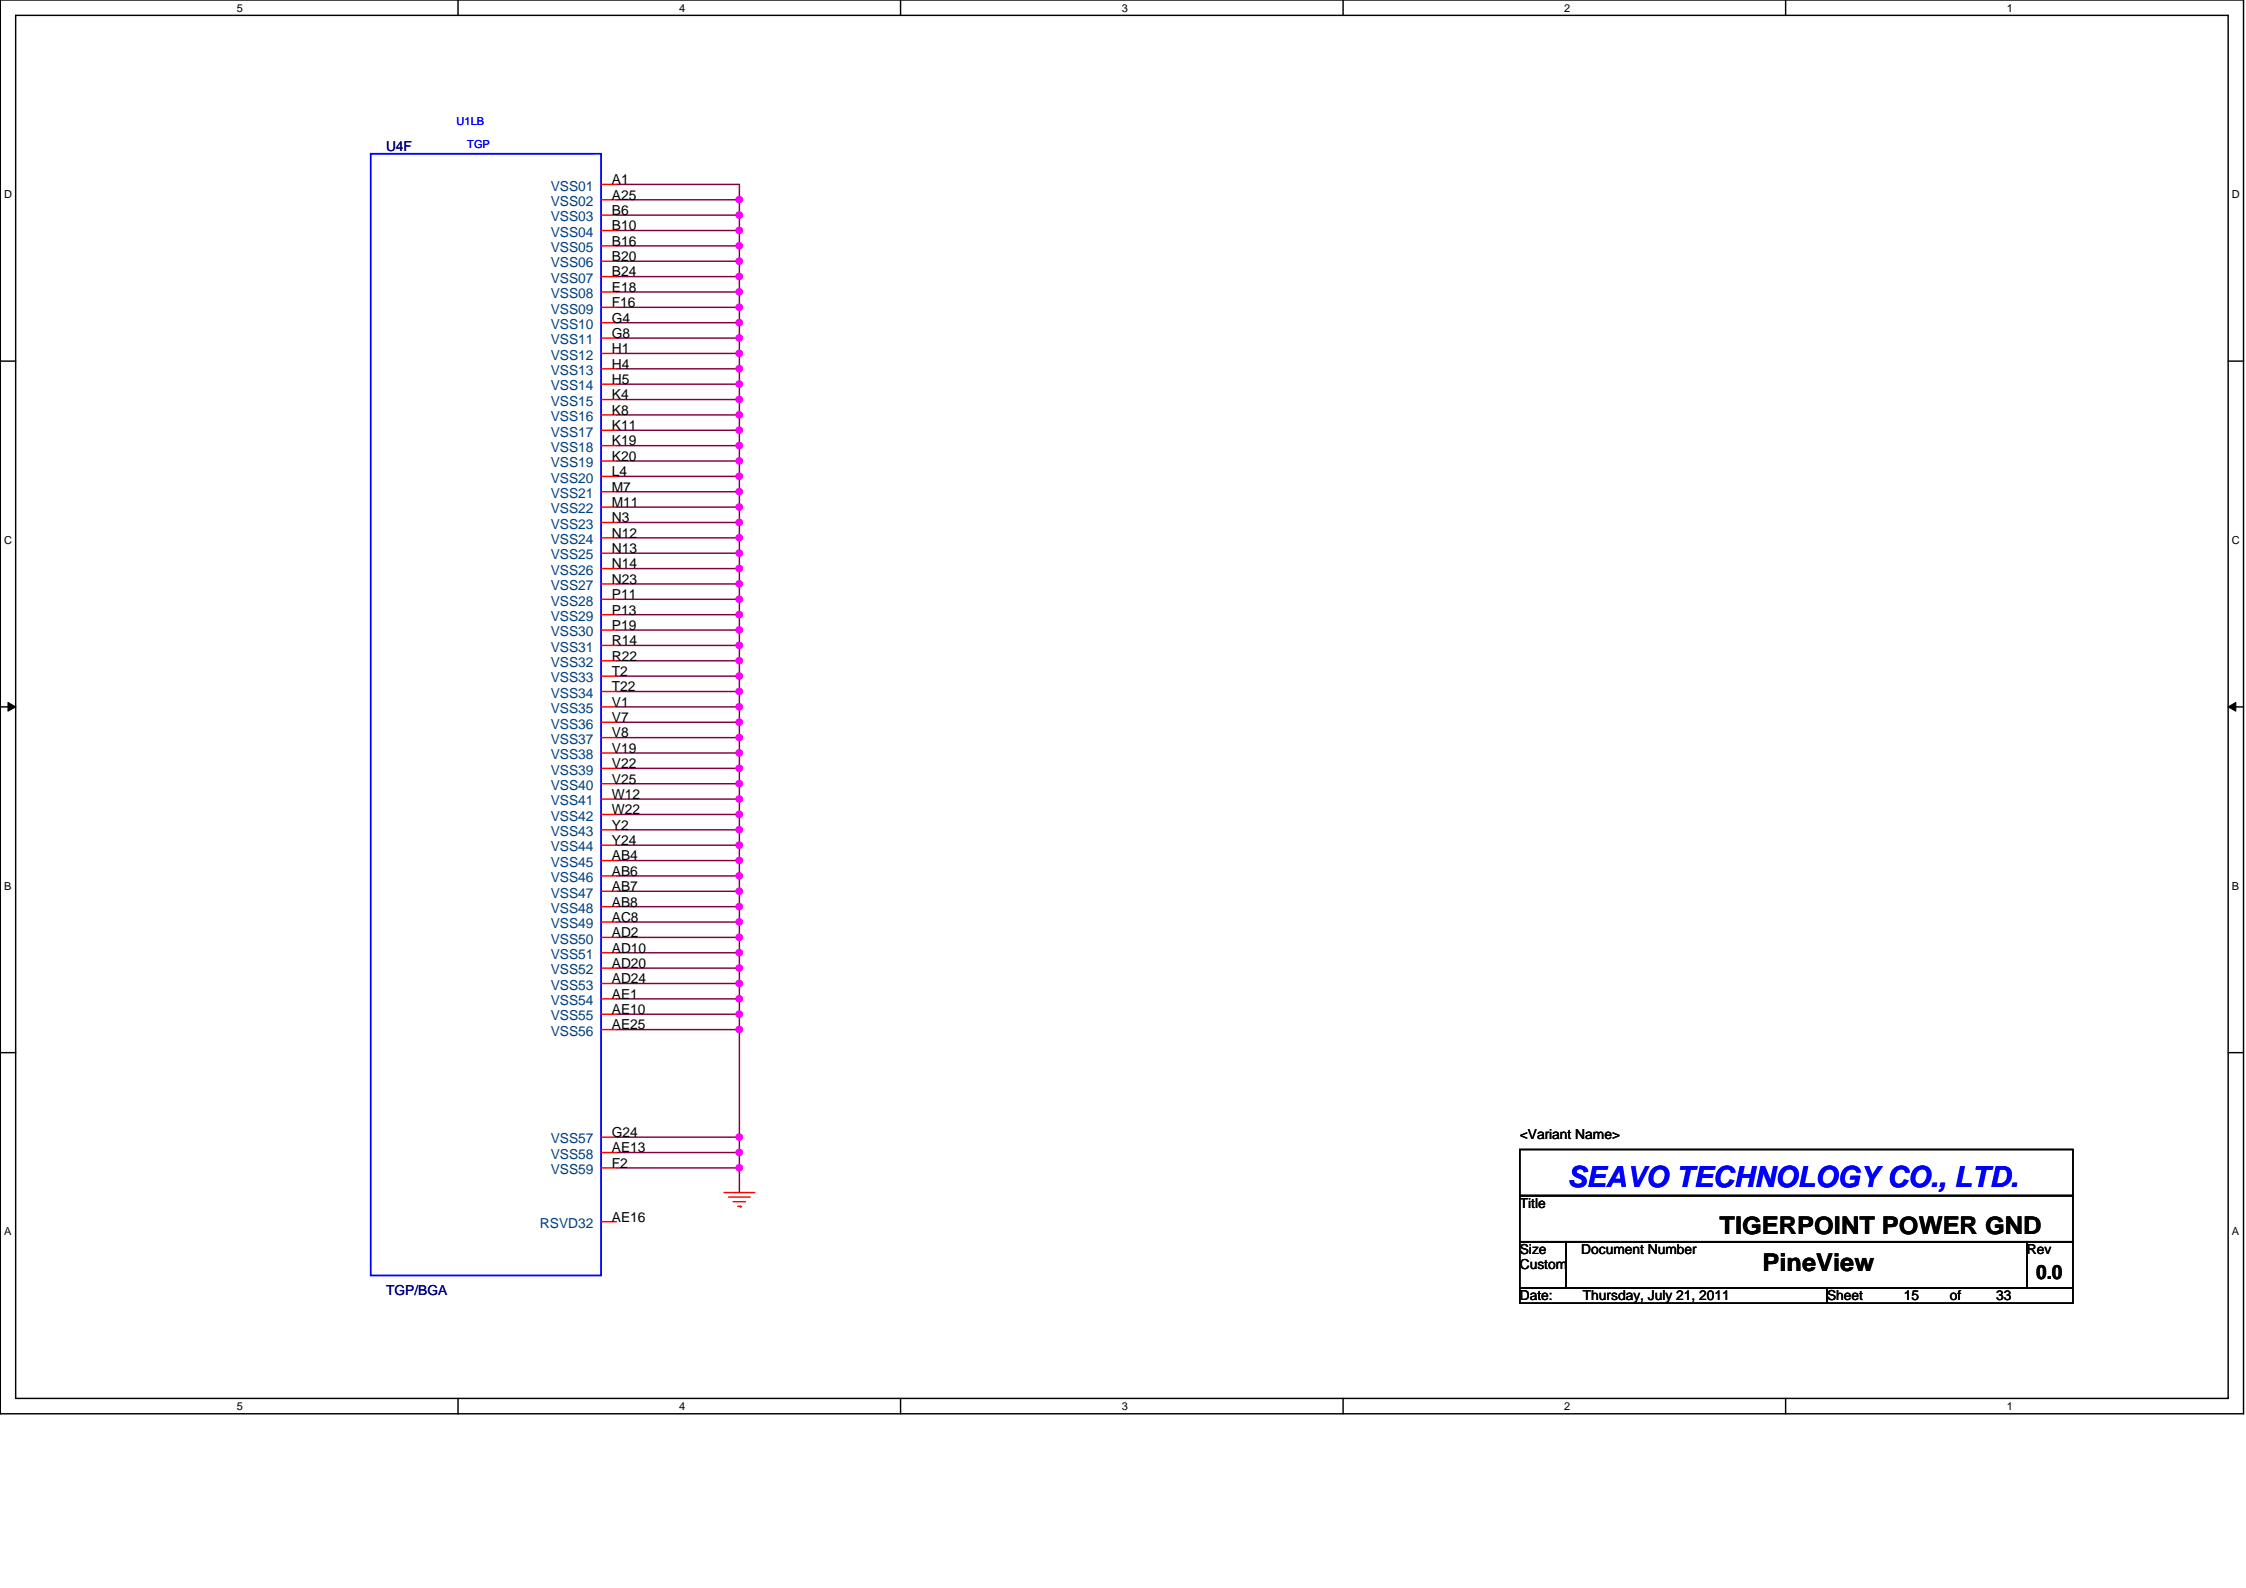 5 4 3 2 1
U1LB
U4F TGP
VSS01 A1
D D
VSS02 A25
VSS03 B6
VSS04 B10
VSS05 B16
VSS06 B20
VSS07 B24
VSS08 E18
VSS09 F16
VSS10 G4
VSS11 G8
VSS12 H1
VSS13 H4
VSS14 H5
VSS15 K4
VSS16 K8
VSS17 K11
VSS18 K19
VSS19 K20
VSS20 L4
VSS21 M7
VSS22 M11
VSS23 N3
VSS24 N12
C C
VSS25 N13
VSS26 N14
VSS27 N23
VSS28 P11
VSS29 P13
VSS30 P19
VSS31 R14
VSS32 R22
VSS33 T2
VSS34 T22
VSS35 V1
VSS36 V7
VSS37 V8
VSS38 V19
VSS39 V22
VSS40 V25
VSS41 W12
VSS42 W22
VSS43 Y2
VSS44 Y24
VSS45 AB4
VSS46 AB6
VSS47 AB7
B B
VSS48 AB8
VSS49 AC8
VSS50 AD2
VSS51 AD10
VSS52 AD20
VSS53 AD24
VSS54 AE1
VSS55 AE10
VSS56 AE25
VSS57 G24
VSS58 AE13
VSS59 F2
RSVD32 AE16
A A
TGP/BGA
<Variant Name>
SEAVO TECHNOLOGY CO., LTD.
Title
TIGERPOINT POWER GND
Size Document Number Rev
Custom PineView 0.0
Date: Thursday, July 21, 2011 Sheet 15 of 33
5 4 3 2 1